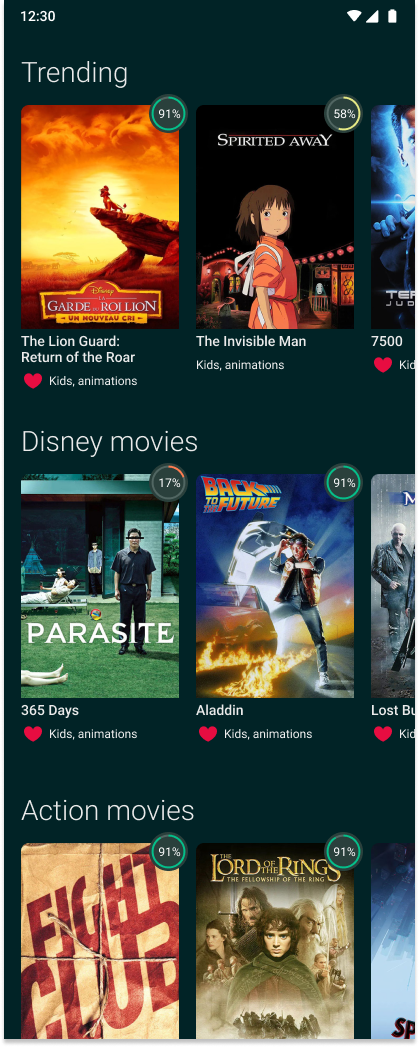 12:30
Trending
91%
58%
Disney
LA
GARDE DU ROI LION
UN NOUVEAU CRI
SPIRITED AWAY
JUD
The Lion Guard:
Return of the Roar
The Invisible Man
7500
Kids, animations
Kids, animations
Kid
Disney movies
17%
91%
PARASITE
BACK
TO THE
FUTURE
M
365 Days
Aladdin
Lost Bu
Kids, animations
Kids, animations
Kid
Action movies
91%
91%
FIGHT
CLUB
THE
LORD OF THE RINGS
THE FELLOWSHIP OF THE RING
SP